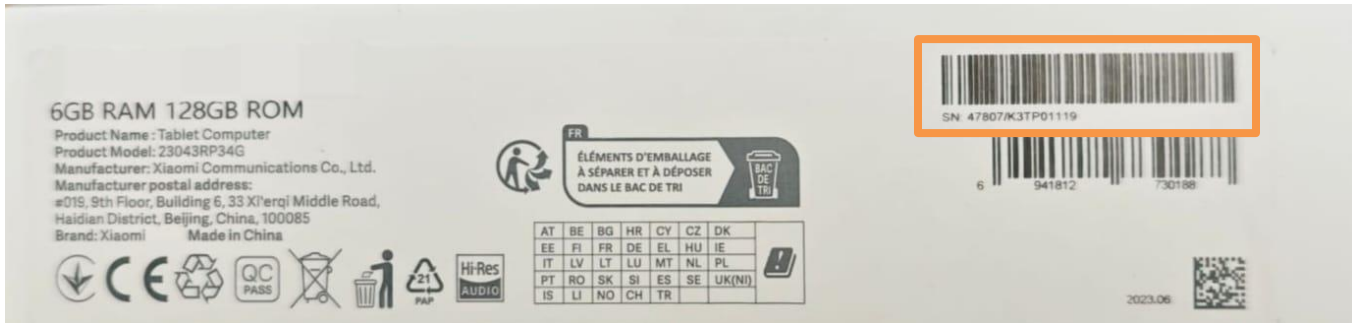 6GB RAM 128GB ROM
Product Name : Tablet Computer
Product Model: 23043RP34G
Manufacturer: Xiaomi Communications Co., Ltd.
Manufacturer postal address:
#019, 9th Floor, Building 6, 33 Xi'erqi Middle Road,
Haidian District, Beijing, China, 100085
Brand: Xiaomi Made in China
QC
PASS
21
PAP
Hi-Res
AUDIO
FR
ÉLÉMENTS D'EMBALLAGE
À SÉPARER ET À DÉPOSER
DANS LE BAC DE TRI
BAC
DE
TRI
AT BE BG HR CY CZ DK
EE FI FR DE EL HU IE
IT LV LT LU MT NL PL
PT RO SK SI ES SE UK(NI)
IS LI NO CH TR
SN: 47807/K3TP01119
6 941812 730188
2023.06